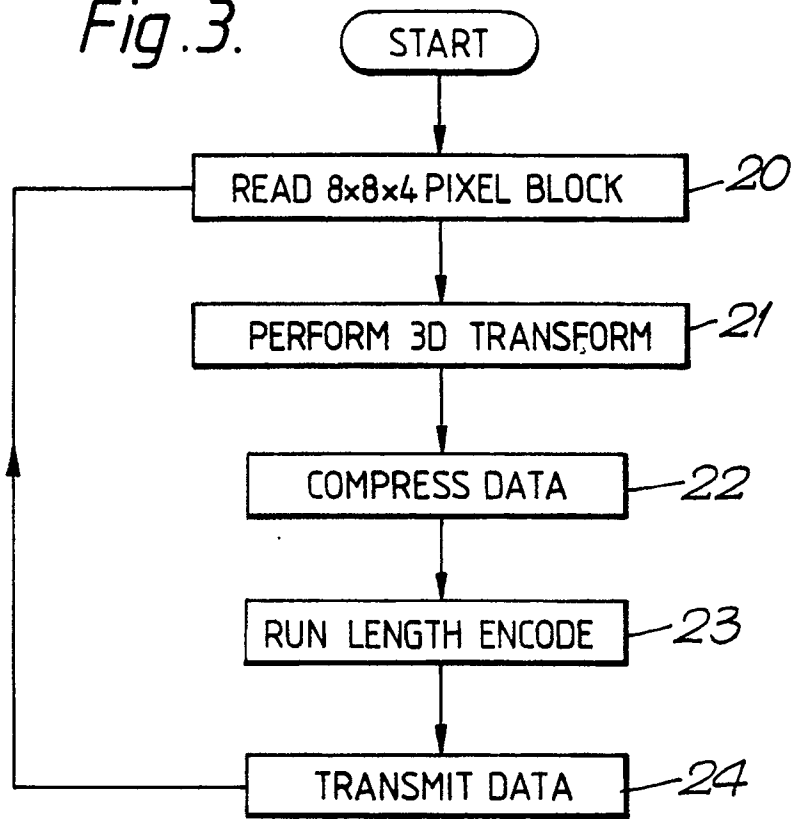 Fig.3.
START
READ 8x8x4 PIXEL BLOCK
20
PERFORM 3D TRANSFORM
21
COMPRESS DATA
22
RUN LENGTH ENCODE
23
TRANSMIT DATA
24